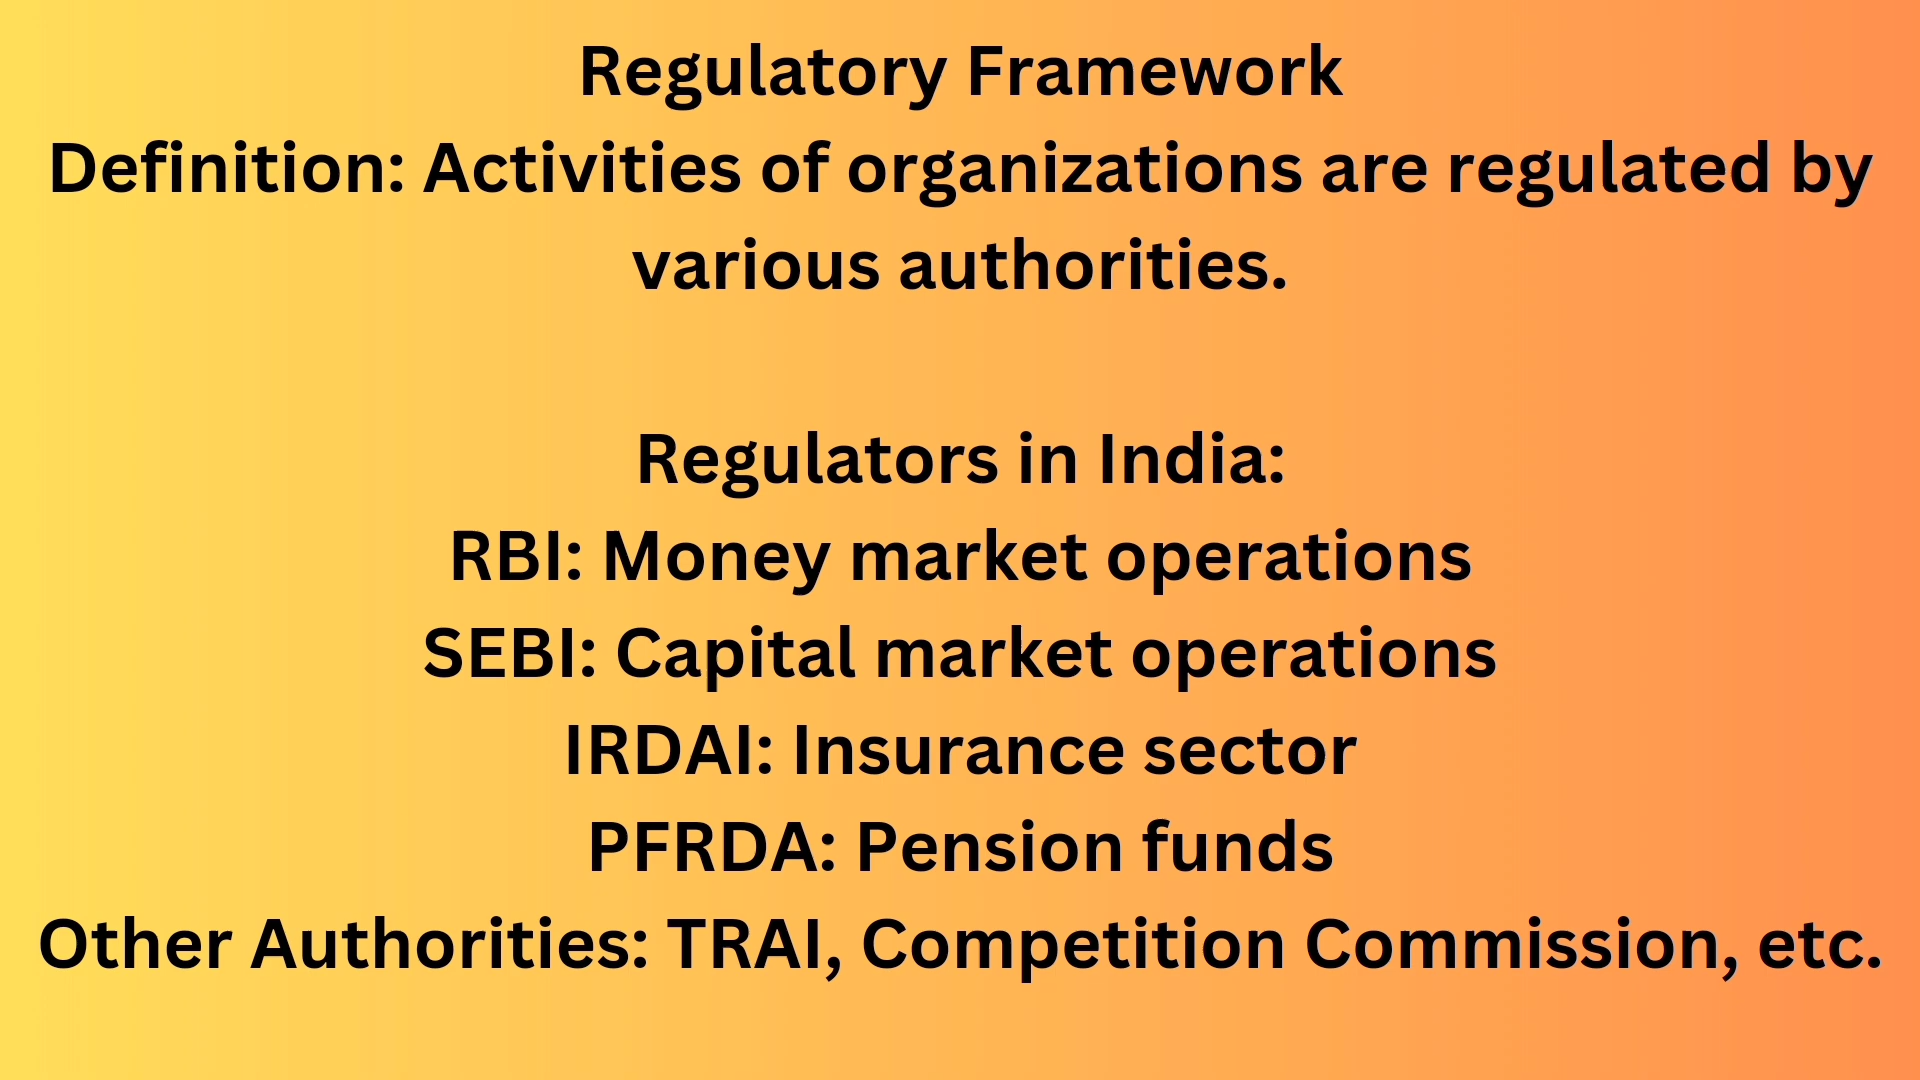 Regulatory Framework
Definition: Activities of organizations are regulated by
various authorities.
Regulators in India:
RBI: Money market operations
SEBI: Capital market operations
IRDAI: Insurance sector
PFRDA: Pension funds
Other Authorities: TRAI, Competition Commission, etc.